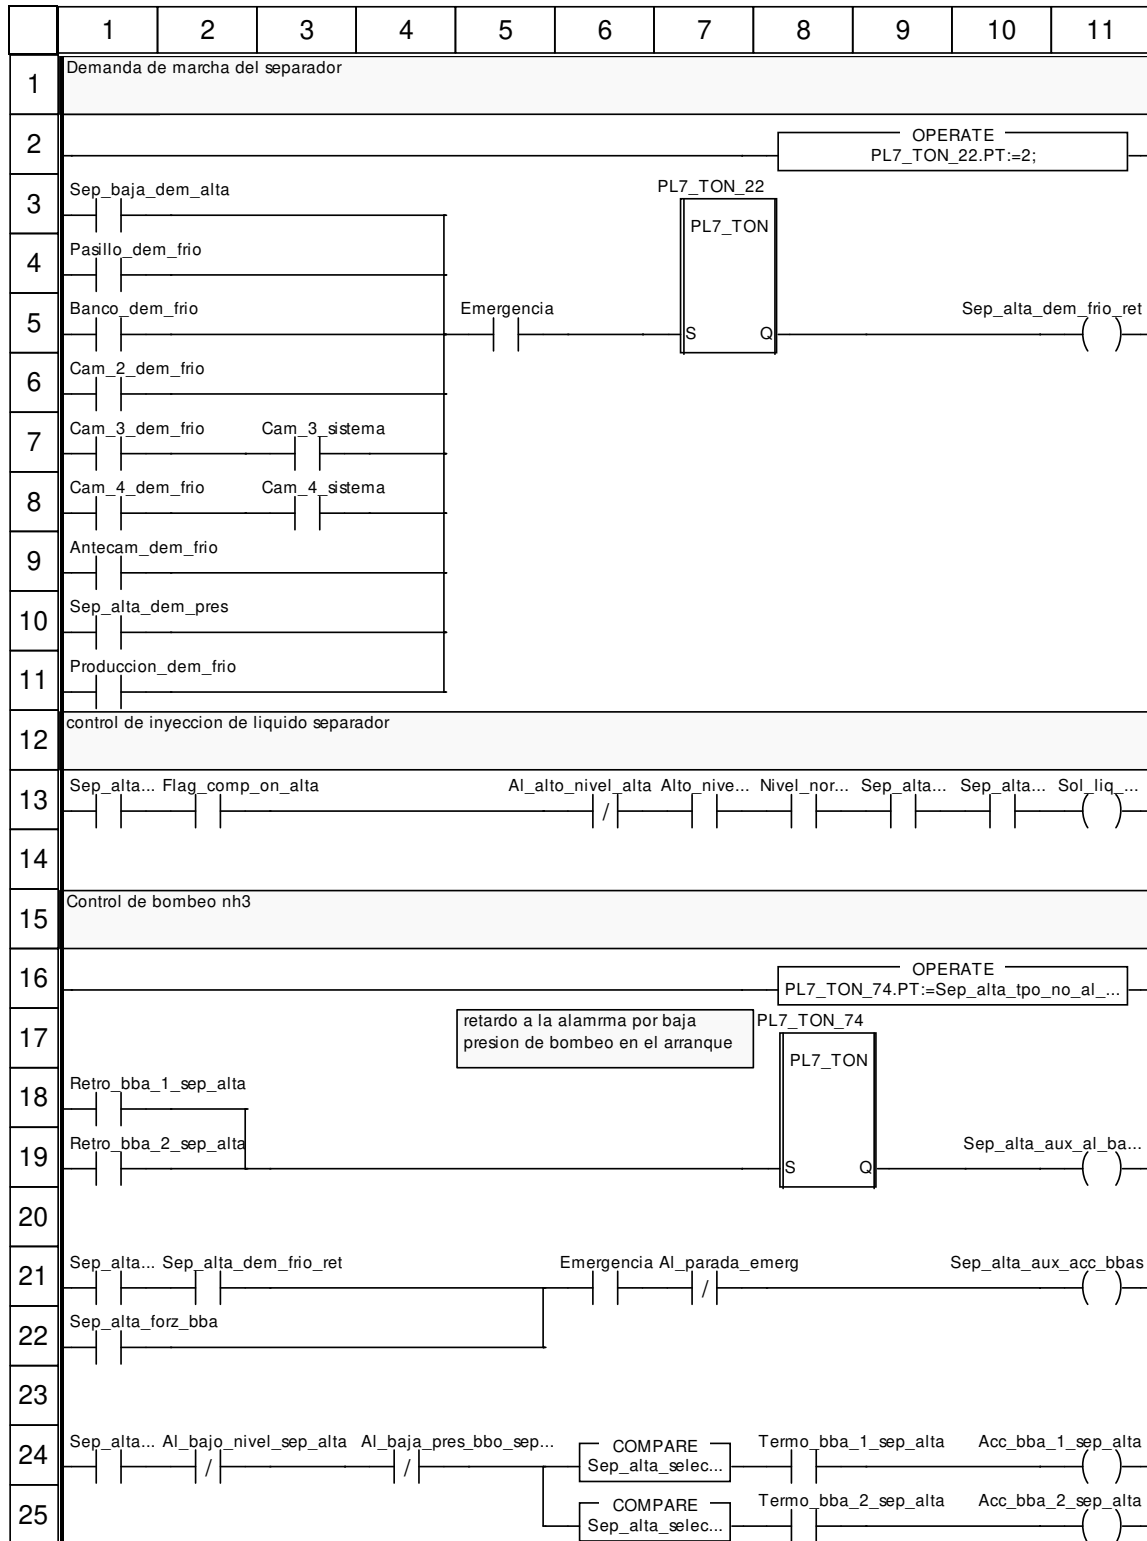 1 2 3 4 5 6 7 8 9 10 11
1 Demanda de marcha del separador
2 OPERATE
PL7_TON_22.PT:=2;
3 Sep_baja_dem_alta PL7_TON_22
PL7_TON
4 Pasillo_dem_frio
5 Banco_dem_frio Emergencia Sep_alta_dem_frio_ret
S Q
6 Cam_2_dem_frio
7 Cam_3_dem_frio Cam_3_sistema
8 Cam_4_dem_frio Cam_4_sistema
9 Antecam_dem_frio
10 Sep_alta_dem_pres
11 Produccion_dem_frio
12 control de inyeccion de liquido separador
13 Sep_alta... Flag_comp_on_alta Al_alto_nivel_alta Alto_nive... Nivel_nor... Sep_alta... Sep_alta... Sol_liq_...
14
15 Control de bombeo nh3
16 OPERATE
PL7_TON_74.PT:=Sep_alta_tpo_no_al_...
17 retardo a la alamrma por baja PL7_TON_74
presion de bombeo en el arranque
PL7_TON
18 Retro_bba_1_sep_alta
19 Retro_bba_2_sep_alta Sep_alta_aux_al_ba...
S Q
20
21 Sep_alta... Sep_alta_dem_frio_ret Emergencia Al_parada_emerg Sep_alta_aux_acc_bbas
22 Sep_alta_forz_bba
23
24 Sep_alta... Al_bajo_nivel_sep_alta Al_baja_pres_bbo_sep... COMPARE Termo_bba_1_sep_alta Acc_bba_1_sep_alta
Sep_alta_selec...
25 COMPARE Termo_bba_2_sep_alta Acc_bba_2_sep_alta
Sep_alta_selec...